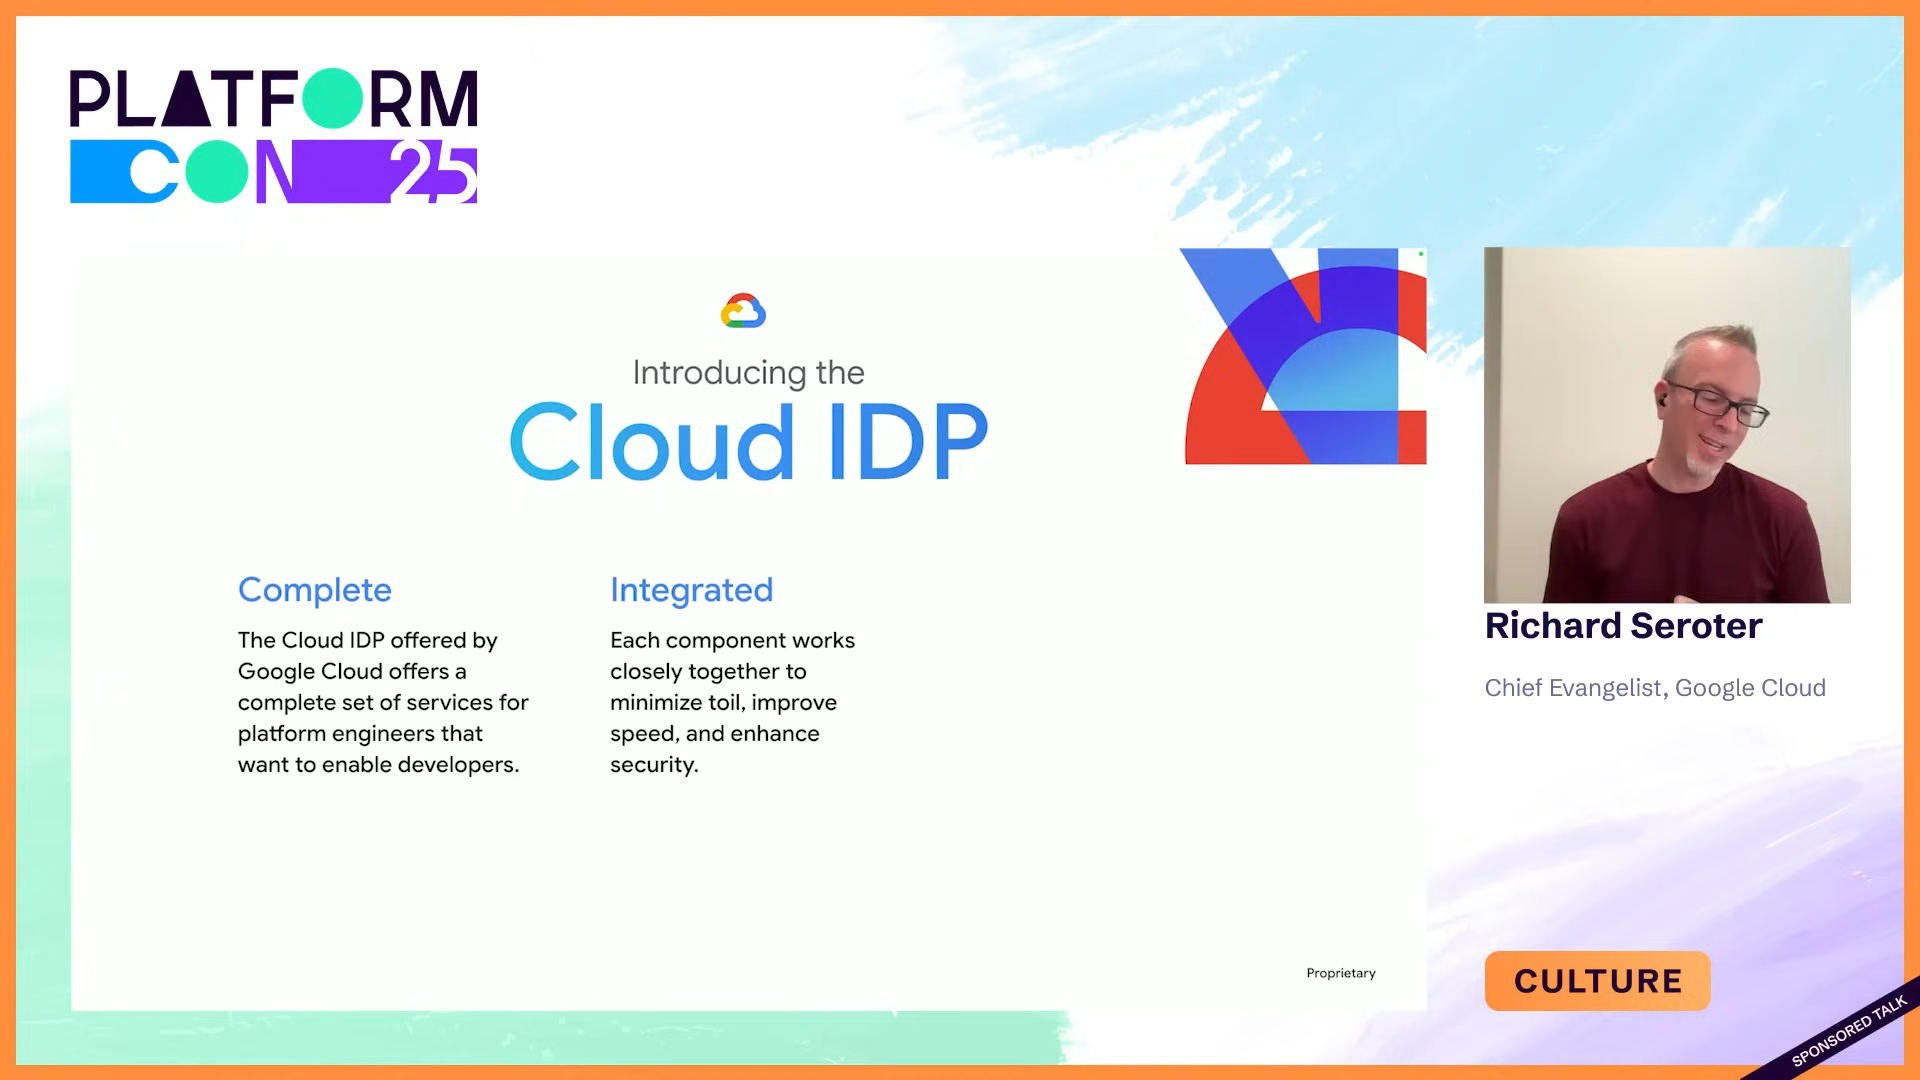 PLATFORM
CON 25
Introducing the
Cloud IDP
Complete
The Cloud IDP offered by
Google Cloud offers a
complete set of services for
platform engineers that
want to enable developers.
Integrated
Each component works
closely together to
minimize toil, improve
speed, and enhance
security.
Proprietary
Richard Seroter
Chief Evangelist, Google Cloud
CULTURE
SPONSORED TALK